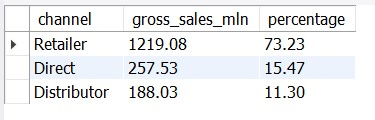 channel gross_sales_mln percentage
Retailer 1219.08 73.23
Direct 257.53 15.47
Distributor 188.03 11.30